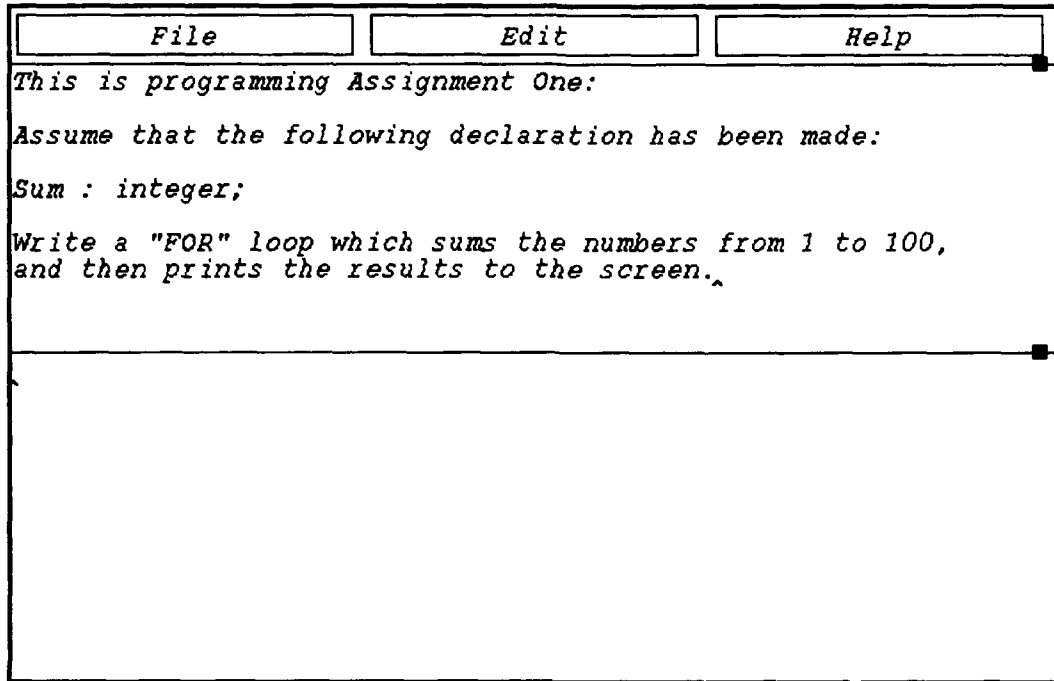 File Edit Help
This is programming Assignment One:
Assume that the following declaration has been made:
Sum : integer;
Write a "FOR" loop which sums the numbers from 1 to 100,
and then prints the results to the screen.